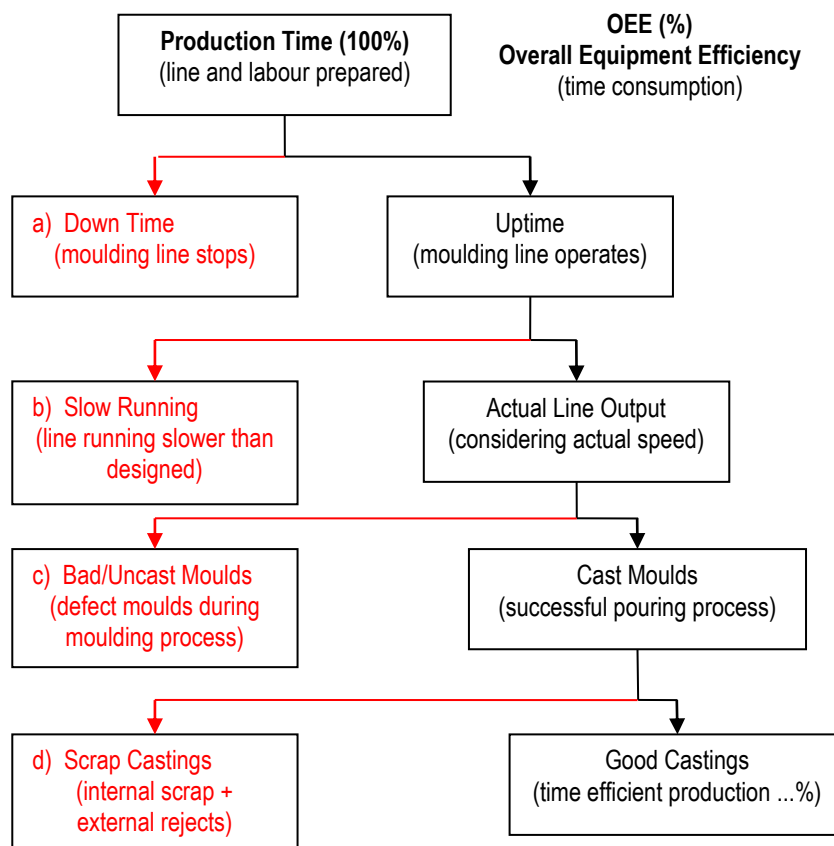 Production Time (100%)
(line and labour prepared)
OEE (%)
Overall Equipment Efficiency
(time consumption)
a) Down Time
(moulding line stops)
Uptime
(moulding line operates)
b) Slow Running
(line running slower than
designed)
Actual Line Output
(considering actual speed)
c) Bad/Uncast Moulds
(defect moulds during
moulding process)
Cast Moulds
(successful pouring process)
d) Scrap Castings
(internal scrap +
external rejects)
Good Castings
(time efficient production ...%)